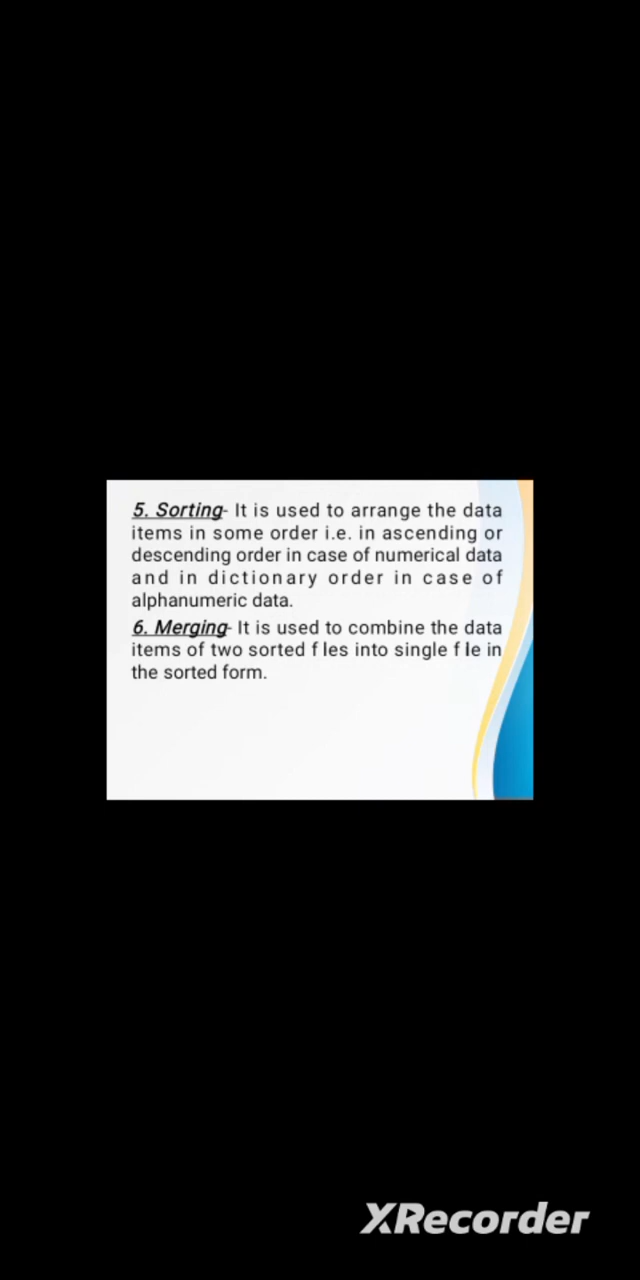 5. Sorting- It is used to arrange the data
items in some order i.e. in ascending or
descending order in case of numerical data
and in dictionary order in case of
alphanumeric data.
6. Merging- It is used to combine the data
items of two sorted f les into single f le in
the sorted form.
XRecorder